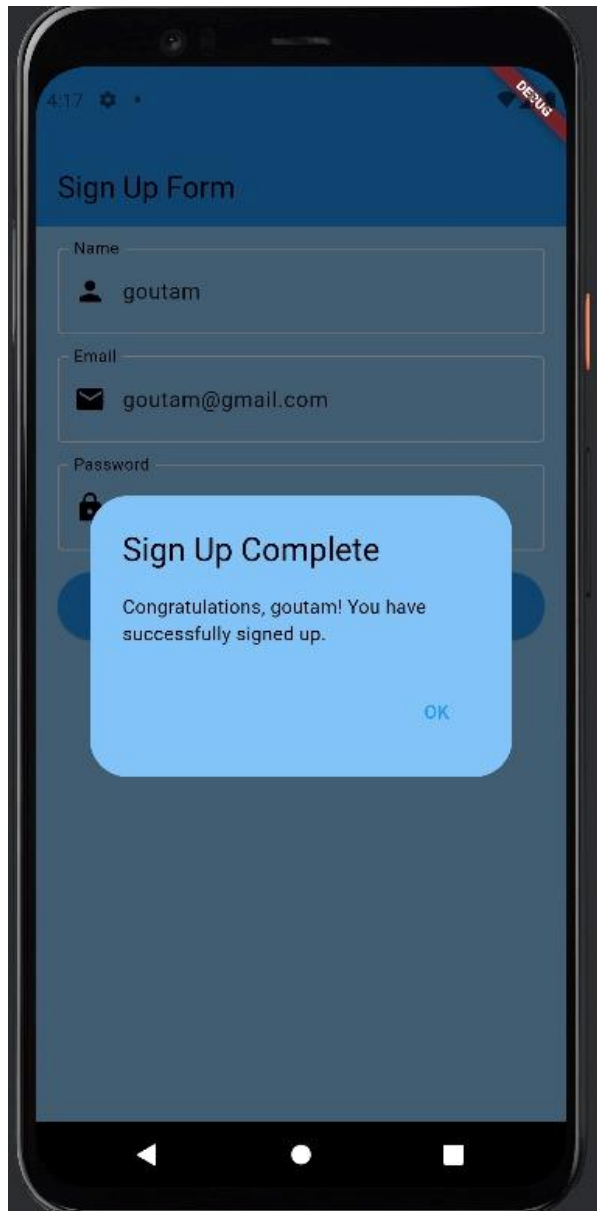 4:17
DEBUG
Sign Up Form
Name
goutam
Email
goutam@gmail.com
Password
Sign Up Complete
Congratulations, goutam! You have
successfully signed up.
OK